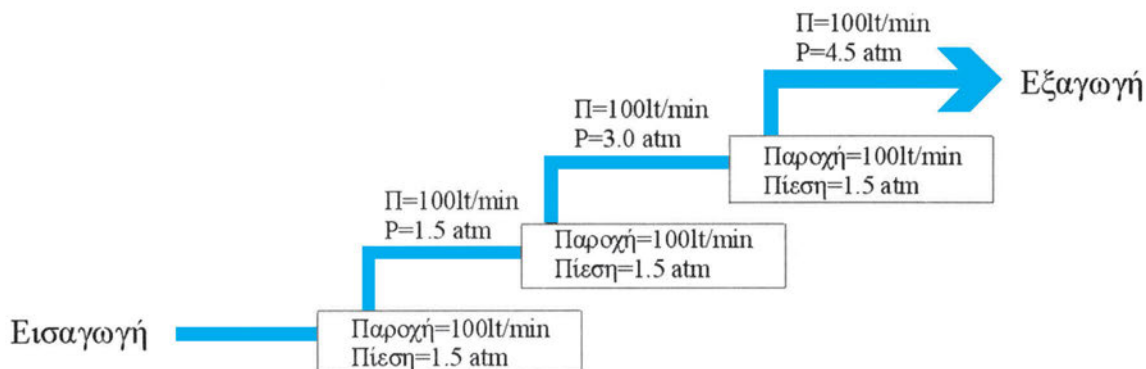 Π=100lt/min
P=4.5 atm
Εξαγωγή
Π=100lt/min
P=3.0 atm
Παροχή=100lt/min
Πίεση=1.5 atm
Π=100lt/min
P=1.5 atm
Παροχή=100lt/min
Πίεση=1.5 atm
Εισαγωγή
Παροχή=100lt/min
Πίεση=1.5 atm